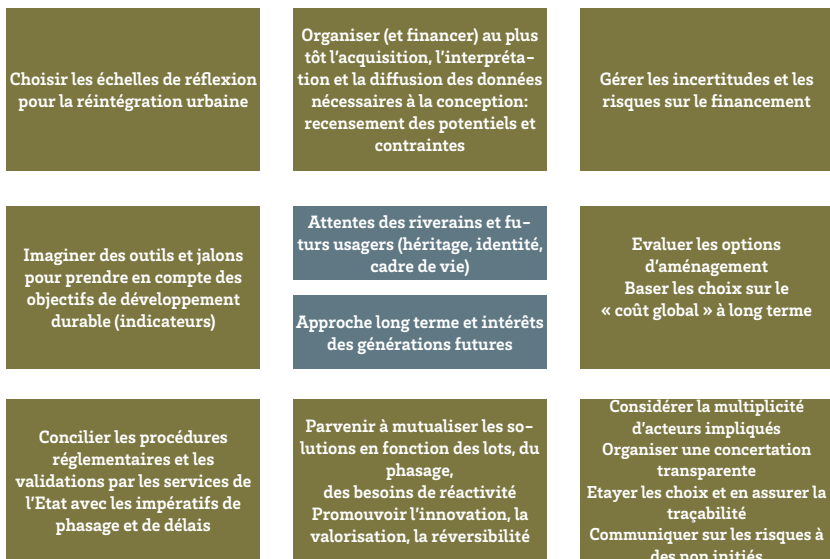 Choisir les échelles de réflexion
pour la réintégration urbaine
Organiser (et financer) au plus
tôt l'acquisition, l'interpréta-
tion et la diffusion des données
nécessaires à la conception:
recensement des potentiels et
contraintes
Gérer les incertitudes et les
risques sur le financement
Imaginer des outils et jalons
pour prendre en compte des
objectifs de développement
durable (indicateurs)
Attentes des riverains et fu-
turs usagers (héritage, identité,
cadre de vie)
Approche long terme et intérêts
des générations futures
Evaluer les options
d'aménagement
Baser les choix sur le
« coût global » à long terme
Concilier les procédures
réglementaires et les
validations par les services de
l'Etat avec les impératifs de
phasage et de délais
Parvenir à mutualiser les so-
lutions en fonction des lots, du
phasage,
des besoins de réactivité
Promouvoir l'innovation, la
valorisation, la réversibilité
Considérer la multiplicité
d'acteurs impliqués
Organiser une concertation
transparente
Etayer les choix et en assurer la
traçabilité
Communiquer sur les risques à
des non initiés